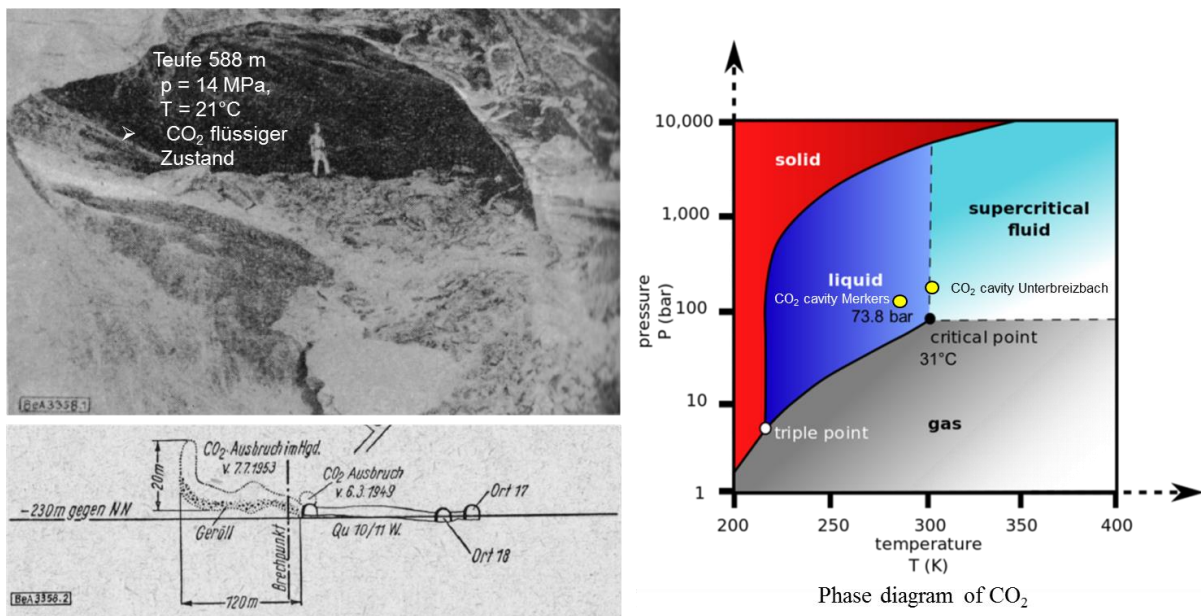 Teufe 588 m
p = 14 MPa,
T = 21°C
➢ CO₂ flüssiger
Zustand
BeA3358.1
CO₂-Ausbruch im Hgd.
v. 7.7.1953
CO₂ Ausbruch
v. 6.3.1949
20m
Ort 17
-230m gegen NN
Geröll
Brechpunkt
Qu 10/11 W.
Ort 18
120m
BeA3358.2
10,000
1,000
100
10
1
pressure
P (bar)
solid
liquid
supercritical
fluid
CO₂ cavity Merkers
CO₂ cavity Unterbreizbach
73.8 bar
critical point
31°C
triple point
gas
200
250
300
350
400
temperature
T (K)
Phase diagram of CO₂